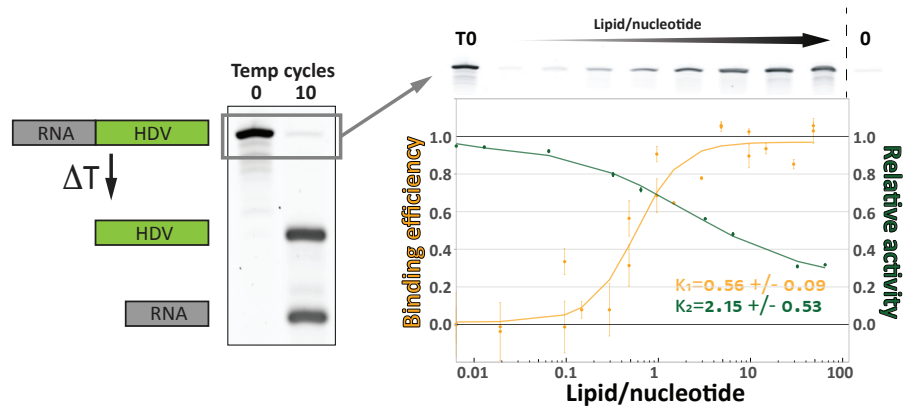 Lipid/nucleotide
T0
0
Temp cycles
0 10
RNA HDV
ΔT
HDV
RNA
Binding efficiency
1.0
0.8
0.6
0.4
0.2
0.0
K₁=0.56 +/- 0.09
K₂=2.15 +/- 0.53
1.0
0.8
0.6
0.4
0.2
0.0
Relative activity
0.01 0.1 1 10 100
Lipid/nucleotide